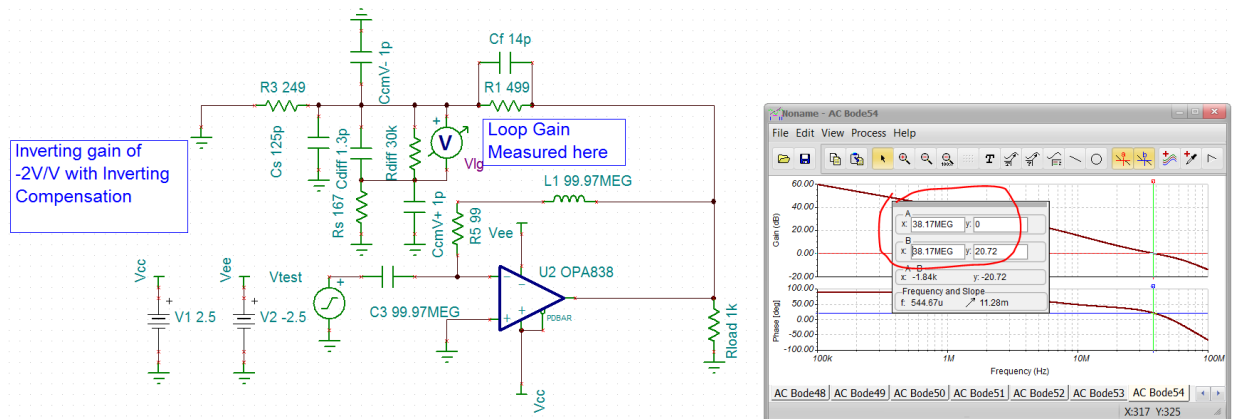 Inverting gain of
-2V/V with Inverting
Compensation
Vcc
V1 2.5
Vee
V2 -2.5
R3 249
Cs 125p
CcmV- 1p
Cdiff 1.3p
Rs 167
Rdiff 30k
CcmV+ 1p
V
Vlg
Cf 14p
R1 499
Loop Gain
Measured here
L1 99.97MEG
R5 99
Vee
Vtest
C3 99.97MEG
U2 OPA838
PDBAR
Vcc
Rload 1k
Noname - AC Bode54
File Edit View Process Help
T
a b
Gain (dB)
60.00
40.00
20.00
0.00
-20.00
Phase [deg]
100.00
50.00
0.00
-50.00
-100.00
100k 1M 10M 100M
Frequency (Hz)
A
x: 38.17MEG y: 0
B
x: 38.17MEG y: 20.72
A - B
x: -1.84k y: -20.72
Frequency and Slope
f: 544.67u 11.28m
AC Bode48 AC Bode49 AC Bode50 AC Bode51 AC Bode52 AC Bode53 AC Bode54
X:317 Y:325